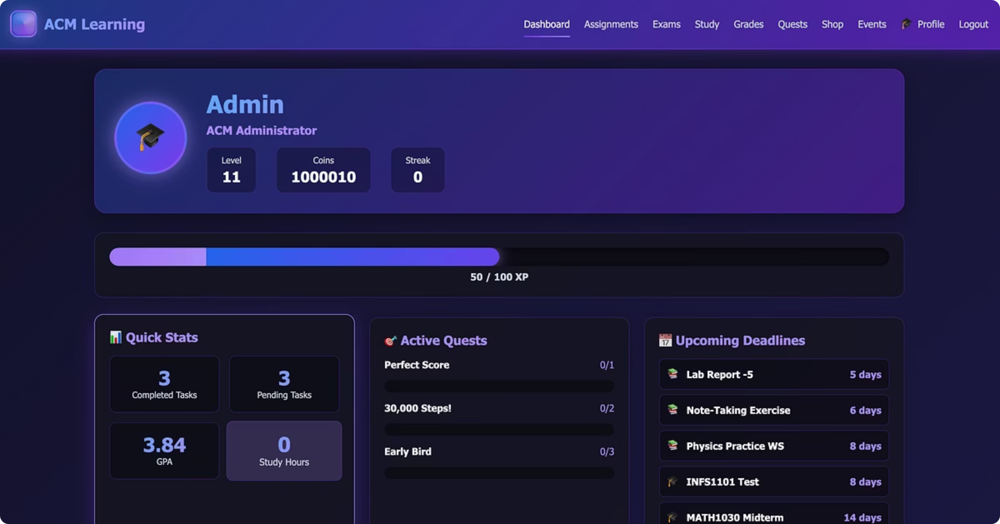 ACM Learning
Dashboard Assignments Exams Study Grades Quests Shop Events Profile Logout
Admin
ACM Administrator
Level
11
Coins
1000010
Streak
0
50 / 100 XP
Quick Stats
3
Completed Tasks
3
Pending Tasks
3.84
GPA
0
Study Hours
Active Quests
Perfect Score 0/1
30,000 Steps! 0/2
Early Bird 0/3
17 Upcoming Deadlines
Lab Report -5 5 days
Note-Taking Exercise 6 days
Physics Practice WS 8 days
INFS1101 Test 8 days
MATH1030 Midterm 14 days